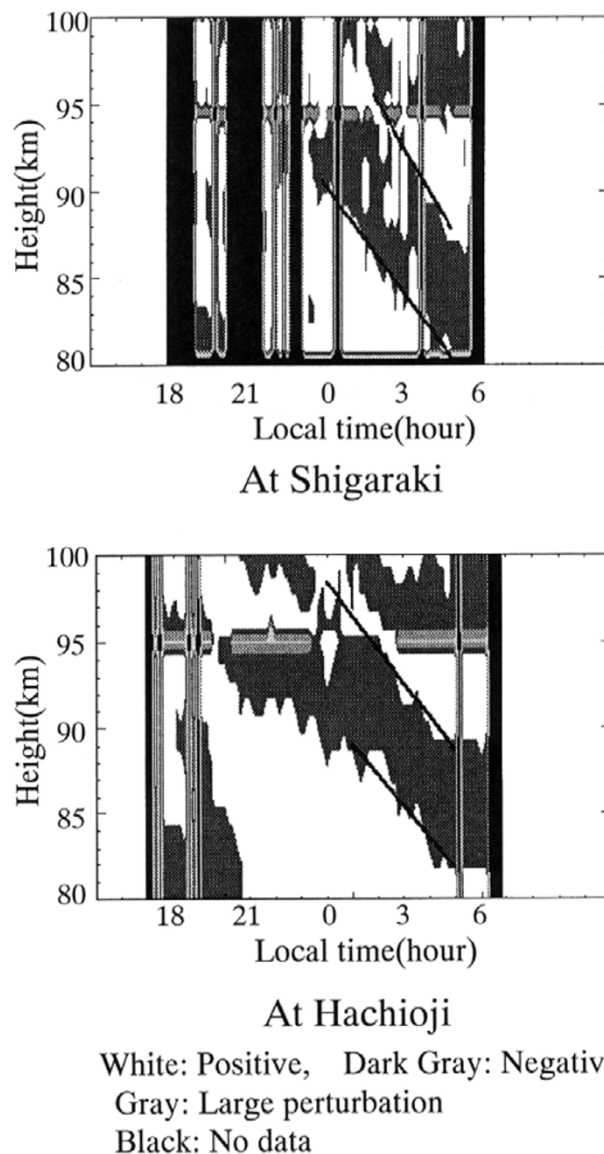 100
95
90
85
80
Height(km)
18 21 0 3 6
Local time(hour)
At Shigaraki
100
95
90
85
80
Height(km)
18 21 0 3 6
Local time(hour)
At Hachioji
White: Positive, Dark Gray: Negativ
Gray: Large perturbation
Black: No data